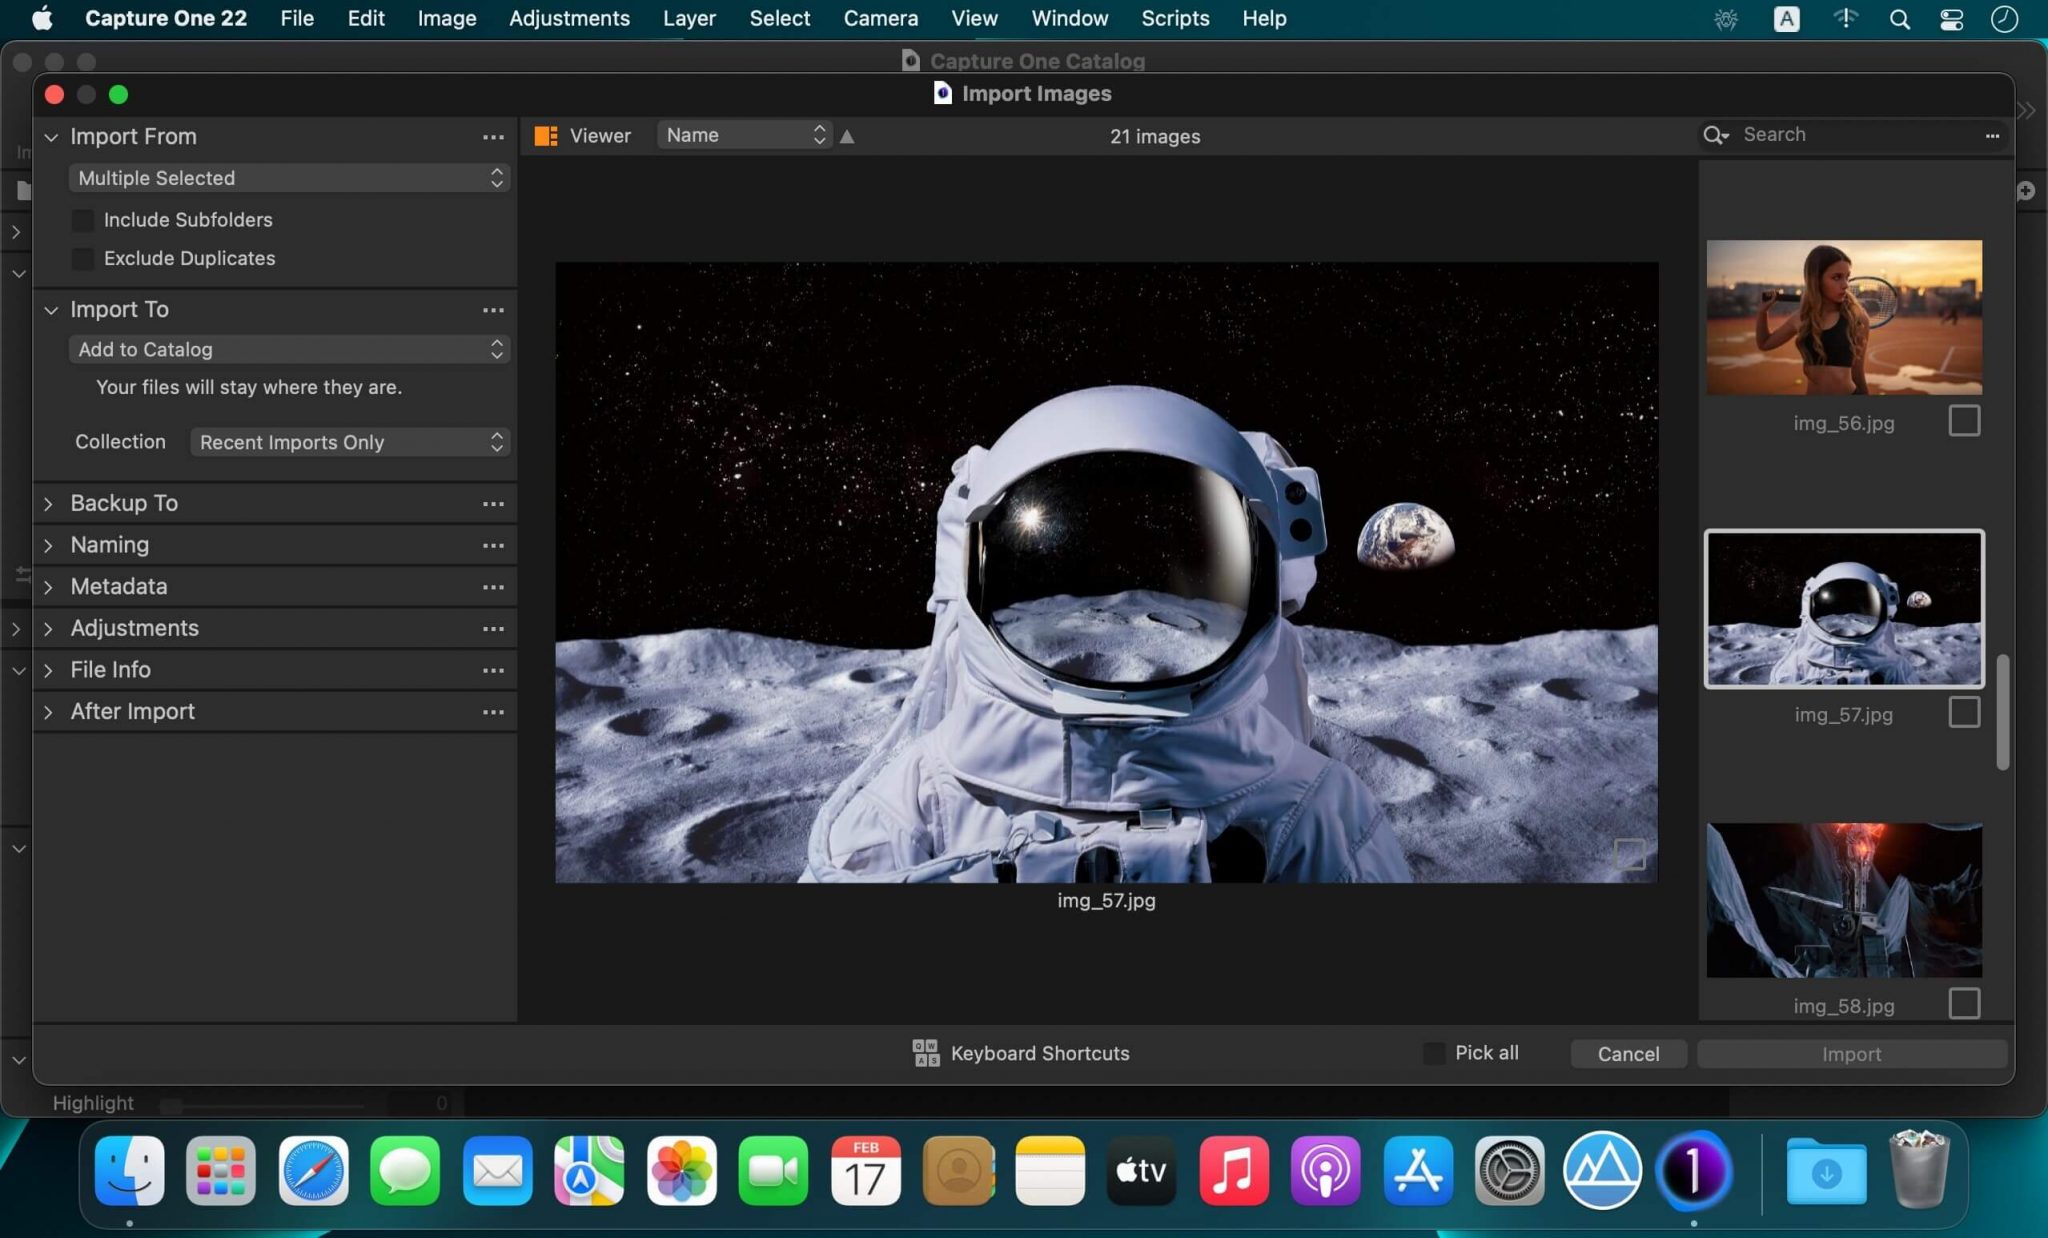 Capture One 22 File Edit Image Adjustments Layer Select Camera View Window Scripts Help A
Capture One Catalog
Import Images
Import From
Viewer Name 21 images Search
Multiple Selected
Include Subfolders
Exclude Duplicates
Import To
Add to Catalog
Your files will stay where they are.
Collection Recent Imports Only
Backup To
Naming
Metadata
Adjustments
File Info
After Import
img_57.jpg
img_56.jpg
img_57.jpg
img_58.jpg
Q W
A S
Keyboard Shortcuts Pick all Cancel Import
Highlight 0
FEB
17
tv
1